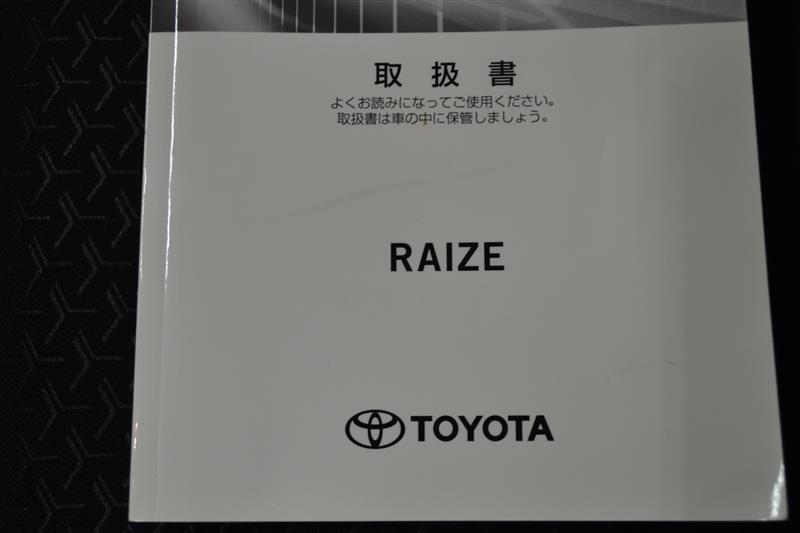 取扱書
よくお読みになってご使用ください。
取扱書は車の中に保管しましょう。
RAIZE
TOYOTA